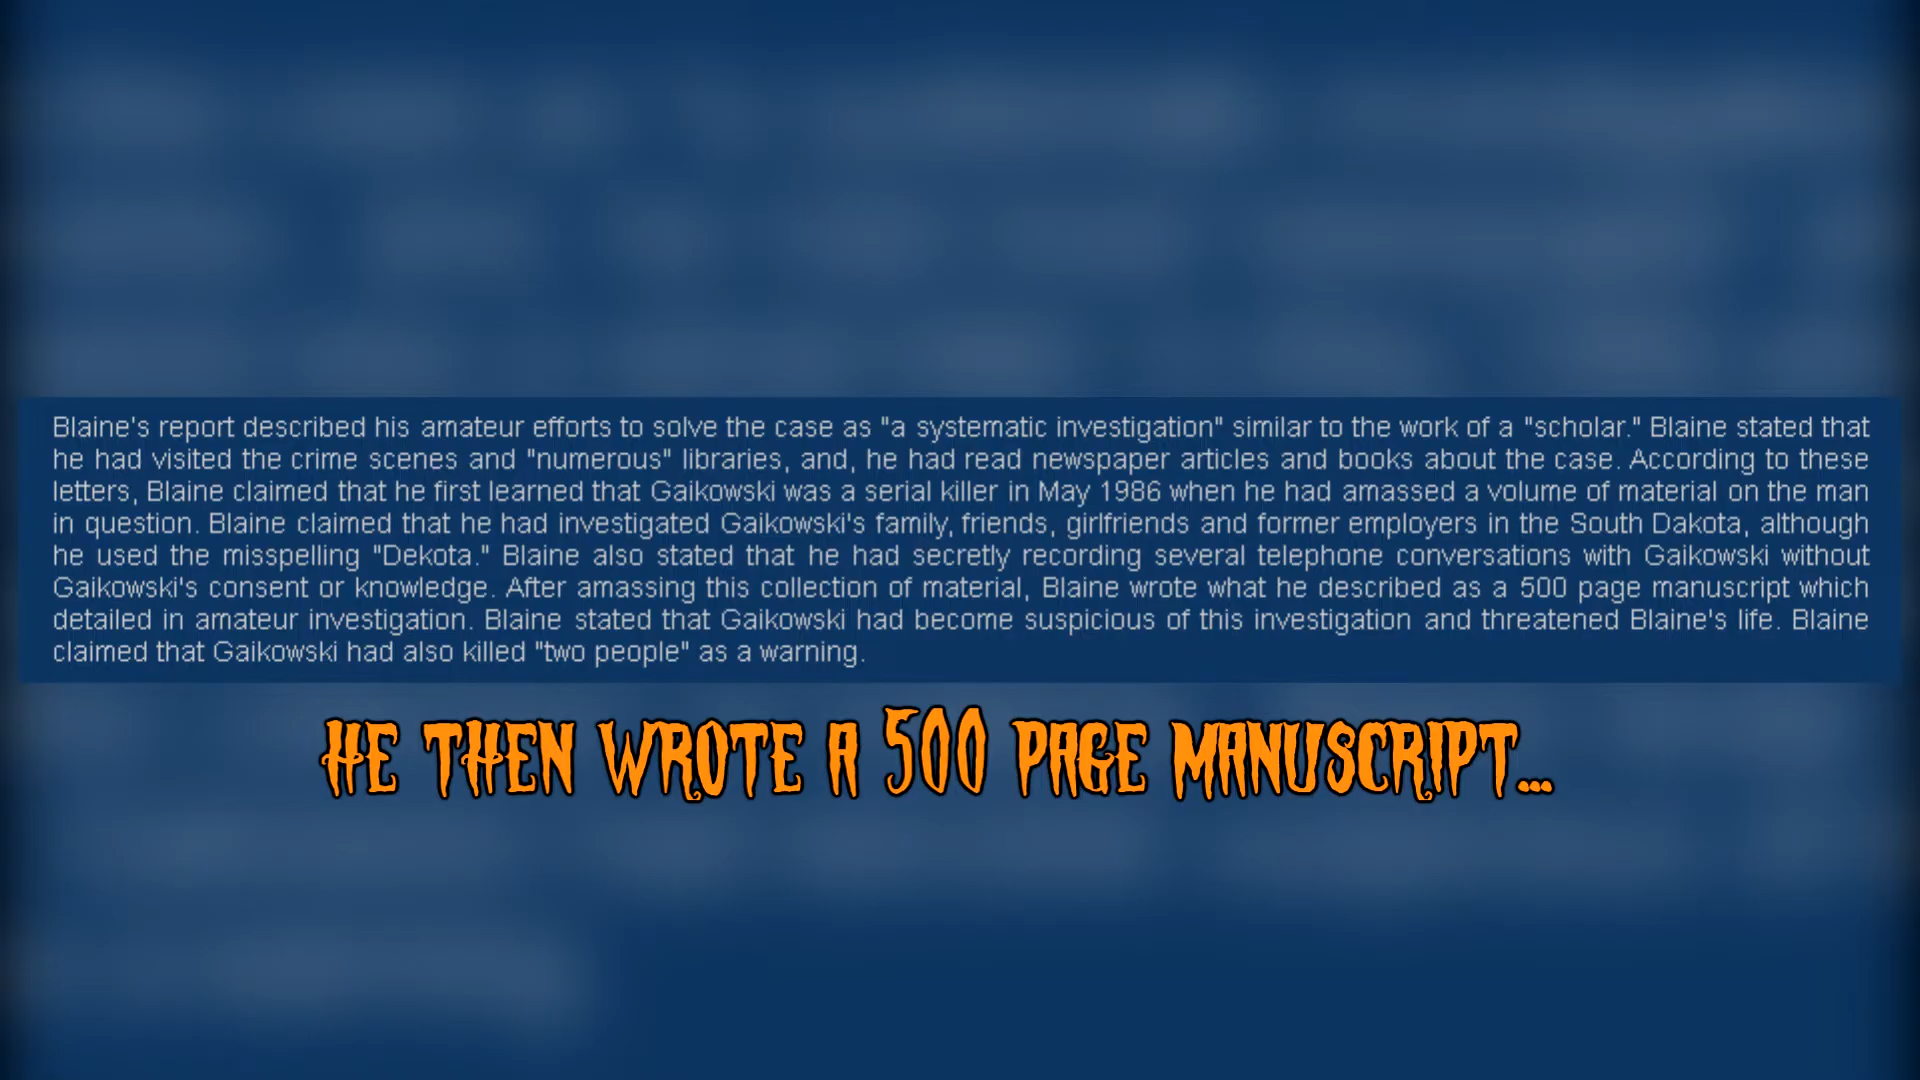 Blaine's report described his amateur efforts to solve the case as "a systematic investigation" similar to the work of a "scholar." Blaine stated that
he had visited the crime scenes and "numerous" libraries, and, he had read newspaper articles and books about the case. According to these
letters, Blaine claimed that he first learned that Gaikowski was a serial killer in May 1986 when he had amassed a volume of material on the man
in question. Blaine claimed that he had investigated Gaikowski's family, friends, girlfriends and former employers in the South Dakota, although
he used the misspelling "Dekota." Blaine also stated that he had secretly recording several telephone conversations with Gaikowski without
Gaikowski's consent or knowledge. After amassing this collection of material, Blaine wrote what he described as a 500 page manuscript which
detailed in amateur investigation. Blaine stated that Gaikowski had become suspicious of this investigation and threatened Blaine's life. Blaine
claimed that Gaikowski had also killed "two people" as a warning.
HE THEN WROTE A 500 PAGE MANUSCRIPT...